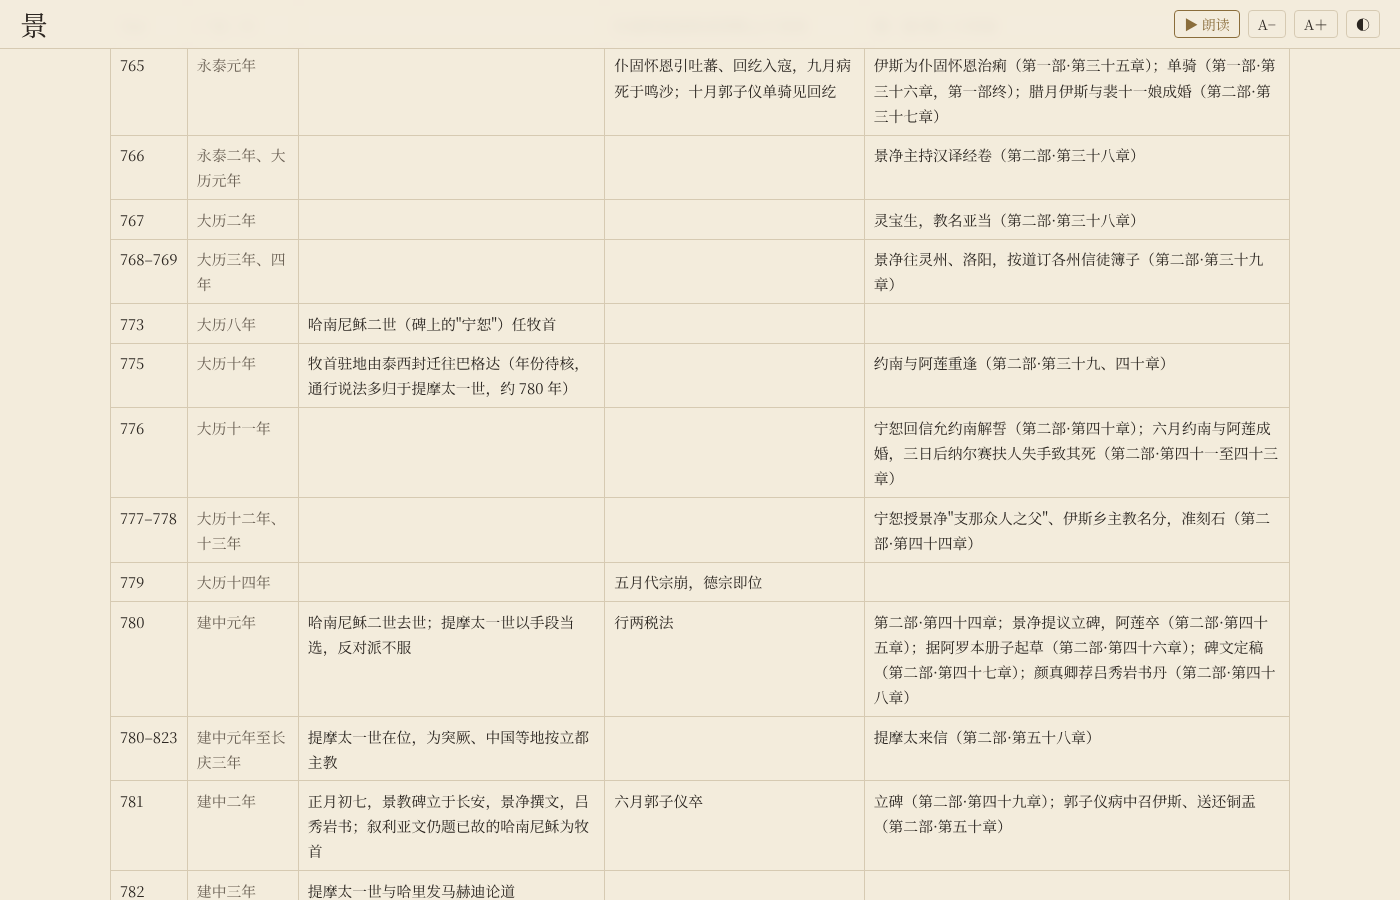 景
▶ 朗读
A−
A＋
765
永泰元年
仆固怀恩引吐蕃、回纥入寇，九月病
死于鸣沙；十月郭子仪单骑见回纥
伊斯为仆固怀恩治痢（第一部·第三十五章）；单骑（第一部·第
三十六章，第一部终）；腊月伊斯与裴十一娘成婚（第二部·第
三十七章）
766
永泰二年、大
历元年
景净主持汉译经卷（第二部·第三十八章）
767
大历二年
灵宝生，教名亚当（第二部·第三十八章）
768–769
大历三年、四
年
景净往灵州、洛阳，按道订各州信徒簿子（第二部·第三十九
章）
773
大历八年
哈南尼稣二世（碑上的"宁恕"）任牧首
775
大历十年
牧首驻地由泰西封迁往巴格达（年份待核，
通行说法多归于提摩太一世，约 780 年）
约南与阿莲重逢（第二部·第三十九、四十章）
776
大历十一年
宁恕回信允约南解誓（第二部·第四十章）；六月约南与阿莲成
婚，三日后纳尔赛扶人失手致其死（第二部·第四十一至四十三
章）
777–778
大历十二年、
十三年
宁恕授景净"支那众人之父"、伊斯乡主教名分，准刻石（第二
部·第四十四章）
779
大历十四年
五月代宗崩，德宗即位
780
建中元年
哈南尼稣二世去世；提摩太一世以手段当
选，反对派不服
行两税法
第二部·第四十四章；景净提议立碑，阿莲卒（第二部·第四十
五章）；据阿罗本册子起草（第二部·第四十六章）；碑文定稿
（第二部·第四十七章）；颜真卿荐吕秀岩书丹（第二部·第四十
八章）
780–823
建中元年至长
庆三年
提摩太一世在位，为突厥、中国等地按立都
主教
提摩太来信（第二部·第五十八章）
781
建中二年
正月初七，景教碑立于长安，景净撰文，吕
秀岩书；叙利亚文仍题已故的哈南尼稣为牧
首
六月郭子仪卒
立碑（第二部·第四十九章）；郭子仪病中召伊斯、送还铜盂
（第二部·第五十章）
782
建中三年
提摩太一世与哈里发马赫迪论道